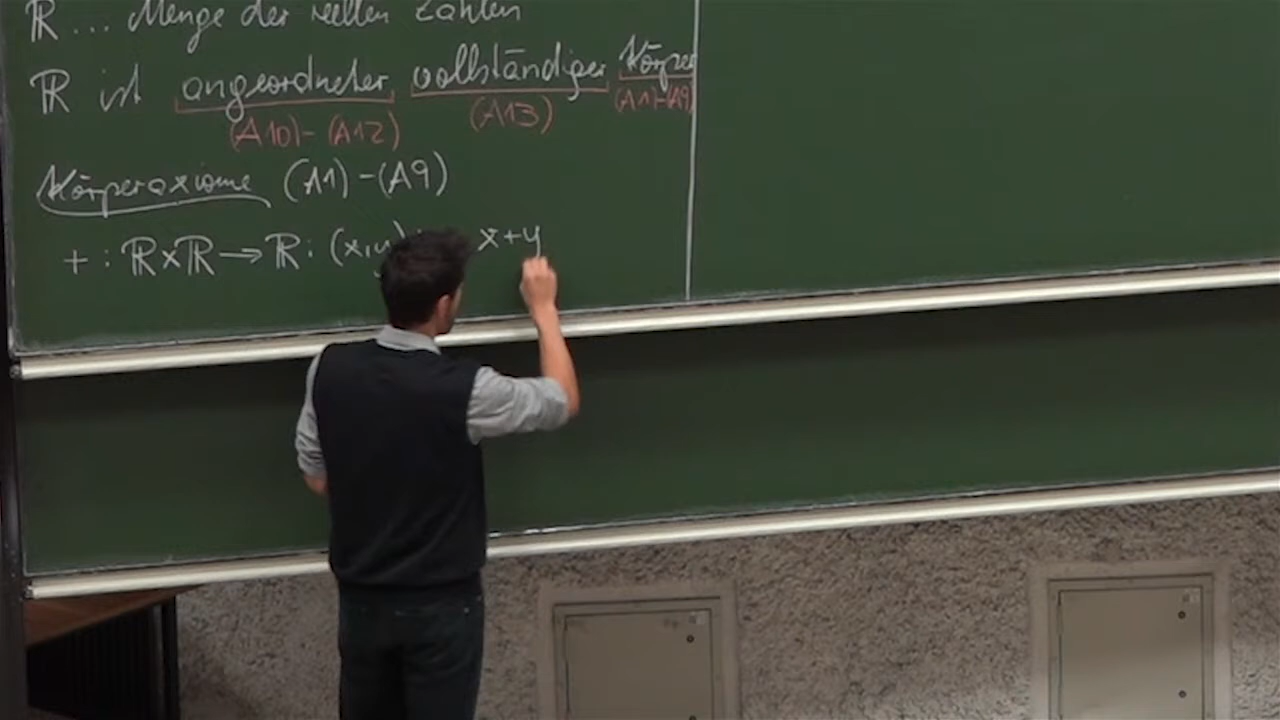 ℝ ... Menge der reellen Zahlen
ℝ ist angeordneter vollständiger Körper
(A10)-(A12) (A13) (A1)-(A9)
Körperaxiome (A1)-(A9)
+ : ℝ×ℝ → ℝ : (x,y) x+y